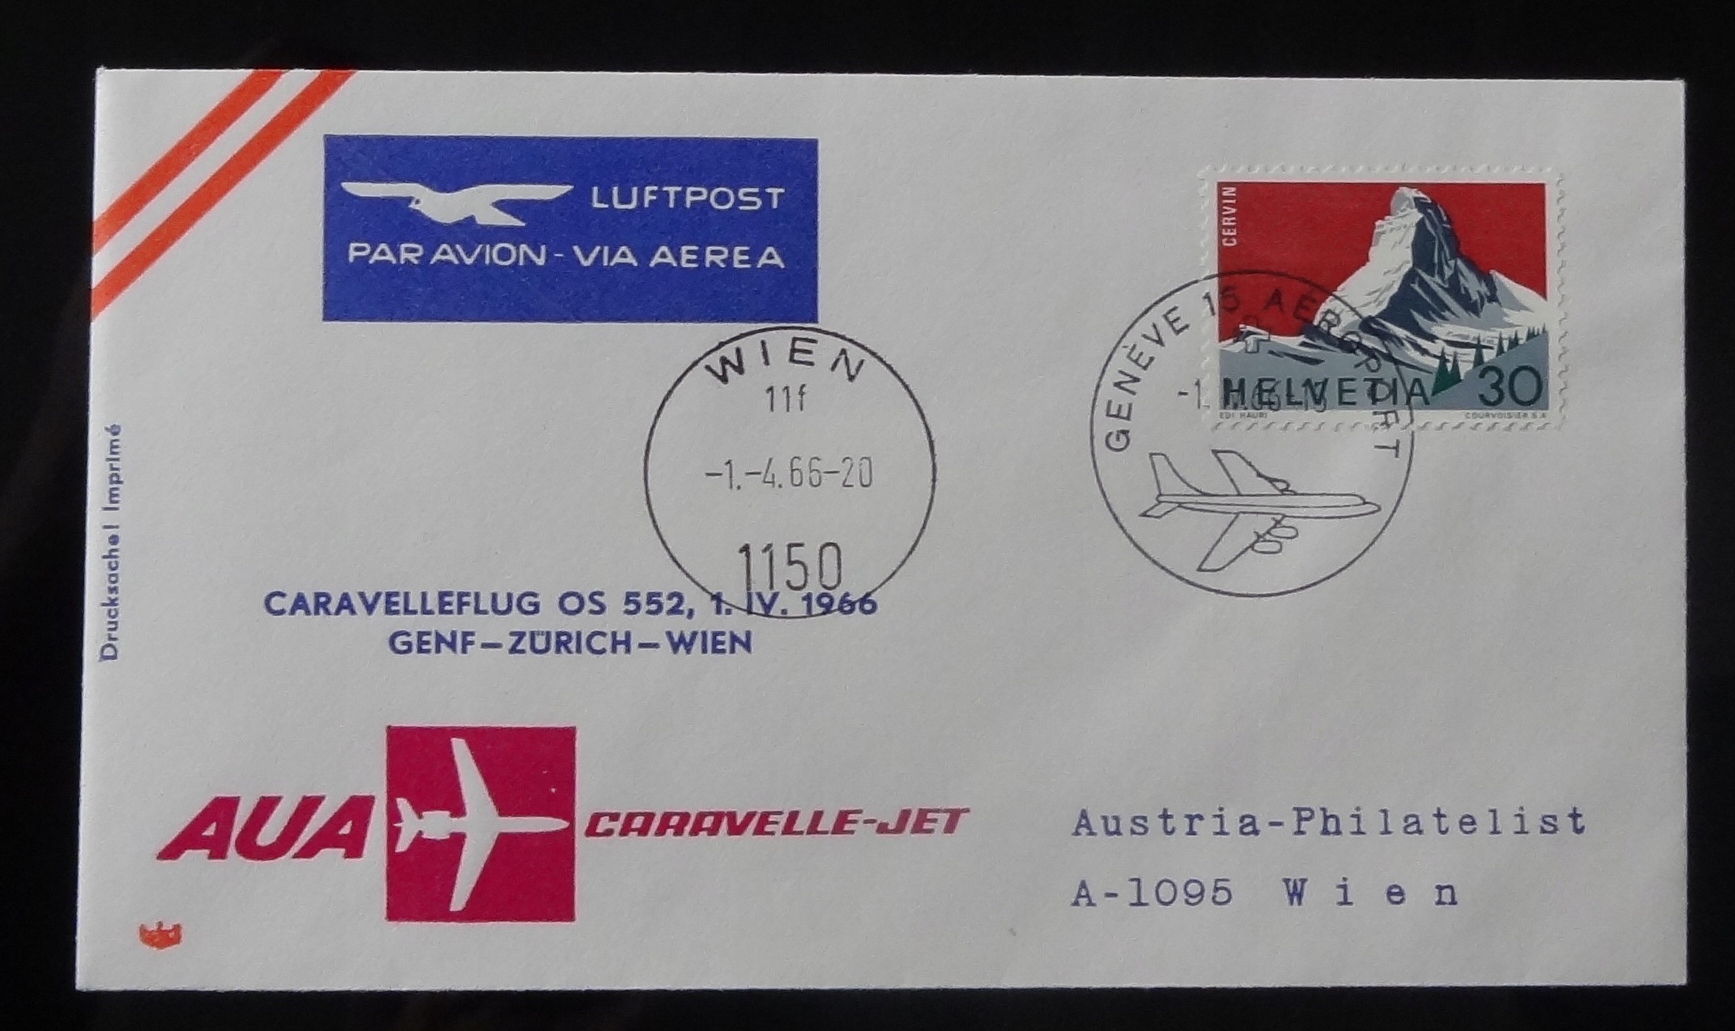 LUFTPOST
PAR AVION - VIA AEREA
CERVIN
HELVETIA 30
EDI HAURI
COURVOISIER S.A
GENÈVE 15 AÉROPORT
WIEN
11f
-1.-4.66-20
1150
Drucksache | Imprimé
CARAVELLEFLUG OS 552, 1. IV. 1966
GENF-ZÜRICH-WIEN
AUA CARAVELLE-JET
Austria-Philatelist
A-1095 Wien